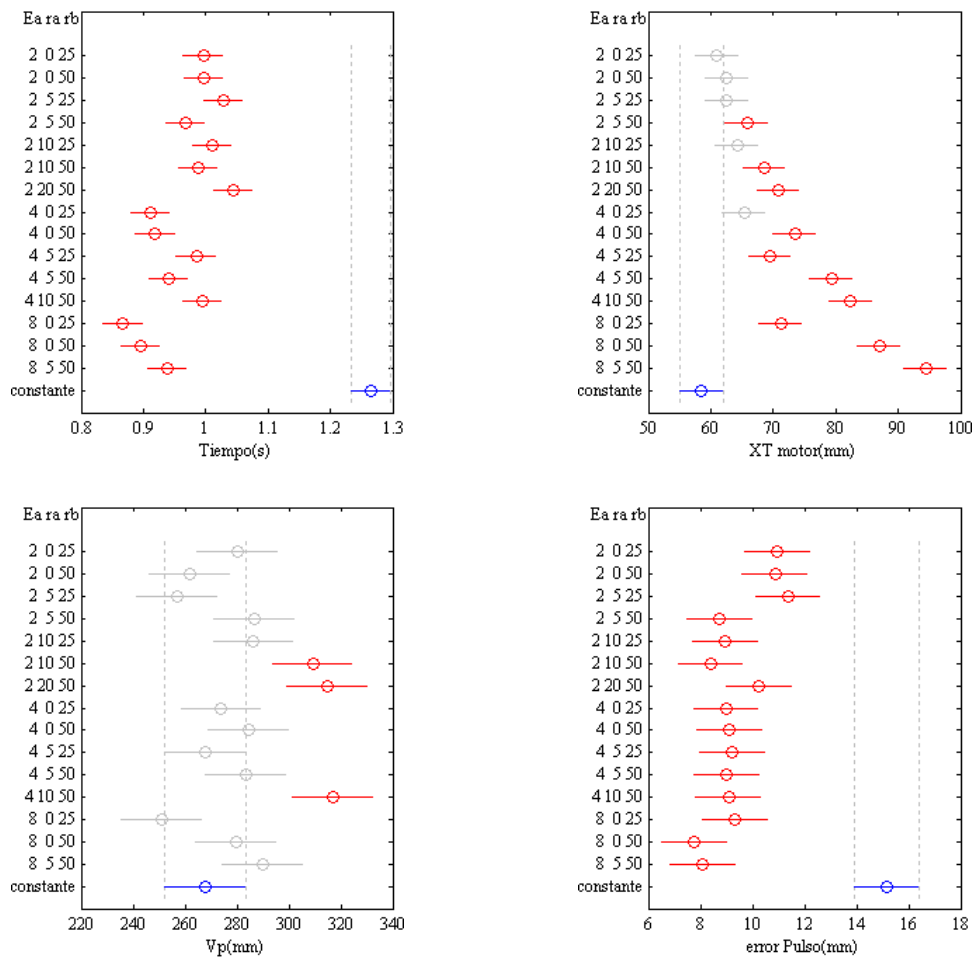 Ea ra rb
2 0 25
2 0 50
2 5 25
2 5 50
2 10 25
2 10 50
2 20 50
4 0 25
4 0 50
4 5 25
4 5 50
4 10 50
8 0 25
8 0 50
8 5 50
constante
0.8 0.9 1 1.1 1.2 1.3
Tiempo(s)
Ea ra rb
2 0 25
2 0 50
2 5 25
2 5 50
2 10 25
2 10 50
2 20 50
4 0 25
4 0 50
4 5 25
4 5 50
4 10 50
8 0 25
8 0 50
8 5 50
constante
50 60 70 80 90 100
XT motor(mm)
Ea ra rb
2 0 25
2 0 50
2 5 25
2 5 50
2 10 25
2 10 50
2 20 50
4 0 25
4 0 50
4 5 25
4 5 50
4 10 50
8 0 25
8 0 50
8 5 50
constante
220 240 260 280 300 320 340
Vp(mm)
Ea ra rb
2 0 25
2 0 50
2 5 25
2 5 50
2 10 25
2 10 50
2 20 50
4 0 25
4 0 50
4 5 25
4 5 50
4 10 50
8 0 25
8 0 50
8 5 50
constante
6 8 10 12 14 16 18
error Pulso(mm)